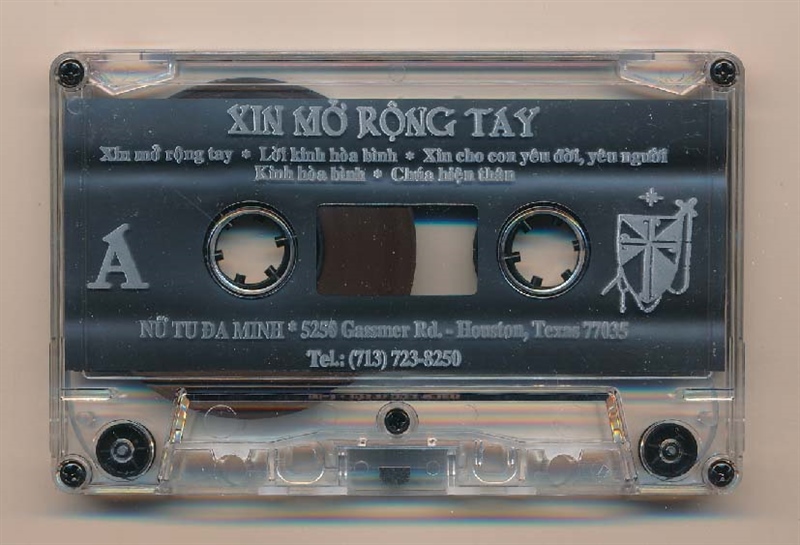 XIN MỞ RỘNG TAY
Xin mở rộng tay * Lời kinh hòa bình * Xin cho con yêu đời, yêu người
Kinh hòa bình * Chúa hiện thân
A
NỮ TU ĐA MINH * 5250 Gassmer Rd. - Houston, Texas 77035
Tel.: (713) 723-8250